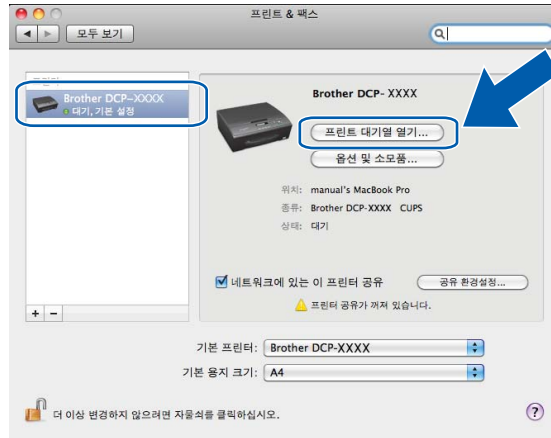 프린트 & 팩스
모두 보기
Brother DCP-XXXX
대기, 기본 설정
Brother DCP- XXXX
프린트 대기열 열기...
옵션 및 소모품...
위치: manual's MacBook Pro
종류: Brother DCP-XXXX CUPS
상태: 대기
네트워크에 있는 이 프린터 공유
공유 환경설정...
프린터 공유가 꺼져 있습니다.
+ −
기본 프린터: Brother DCP-XXXX
기본 용지 크기: A4
더 이상 변경하지 않으려면 자물쇠를 클릭하십시오.
?